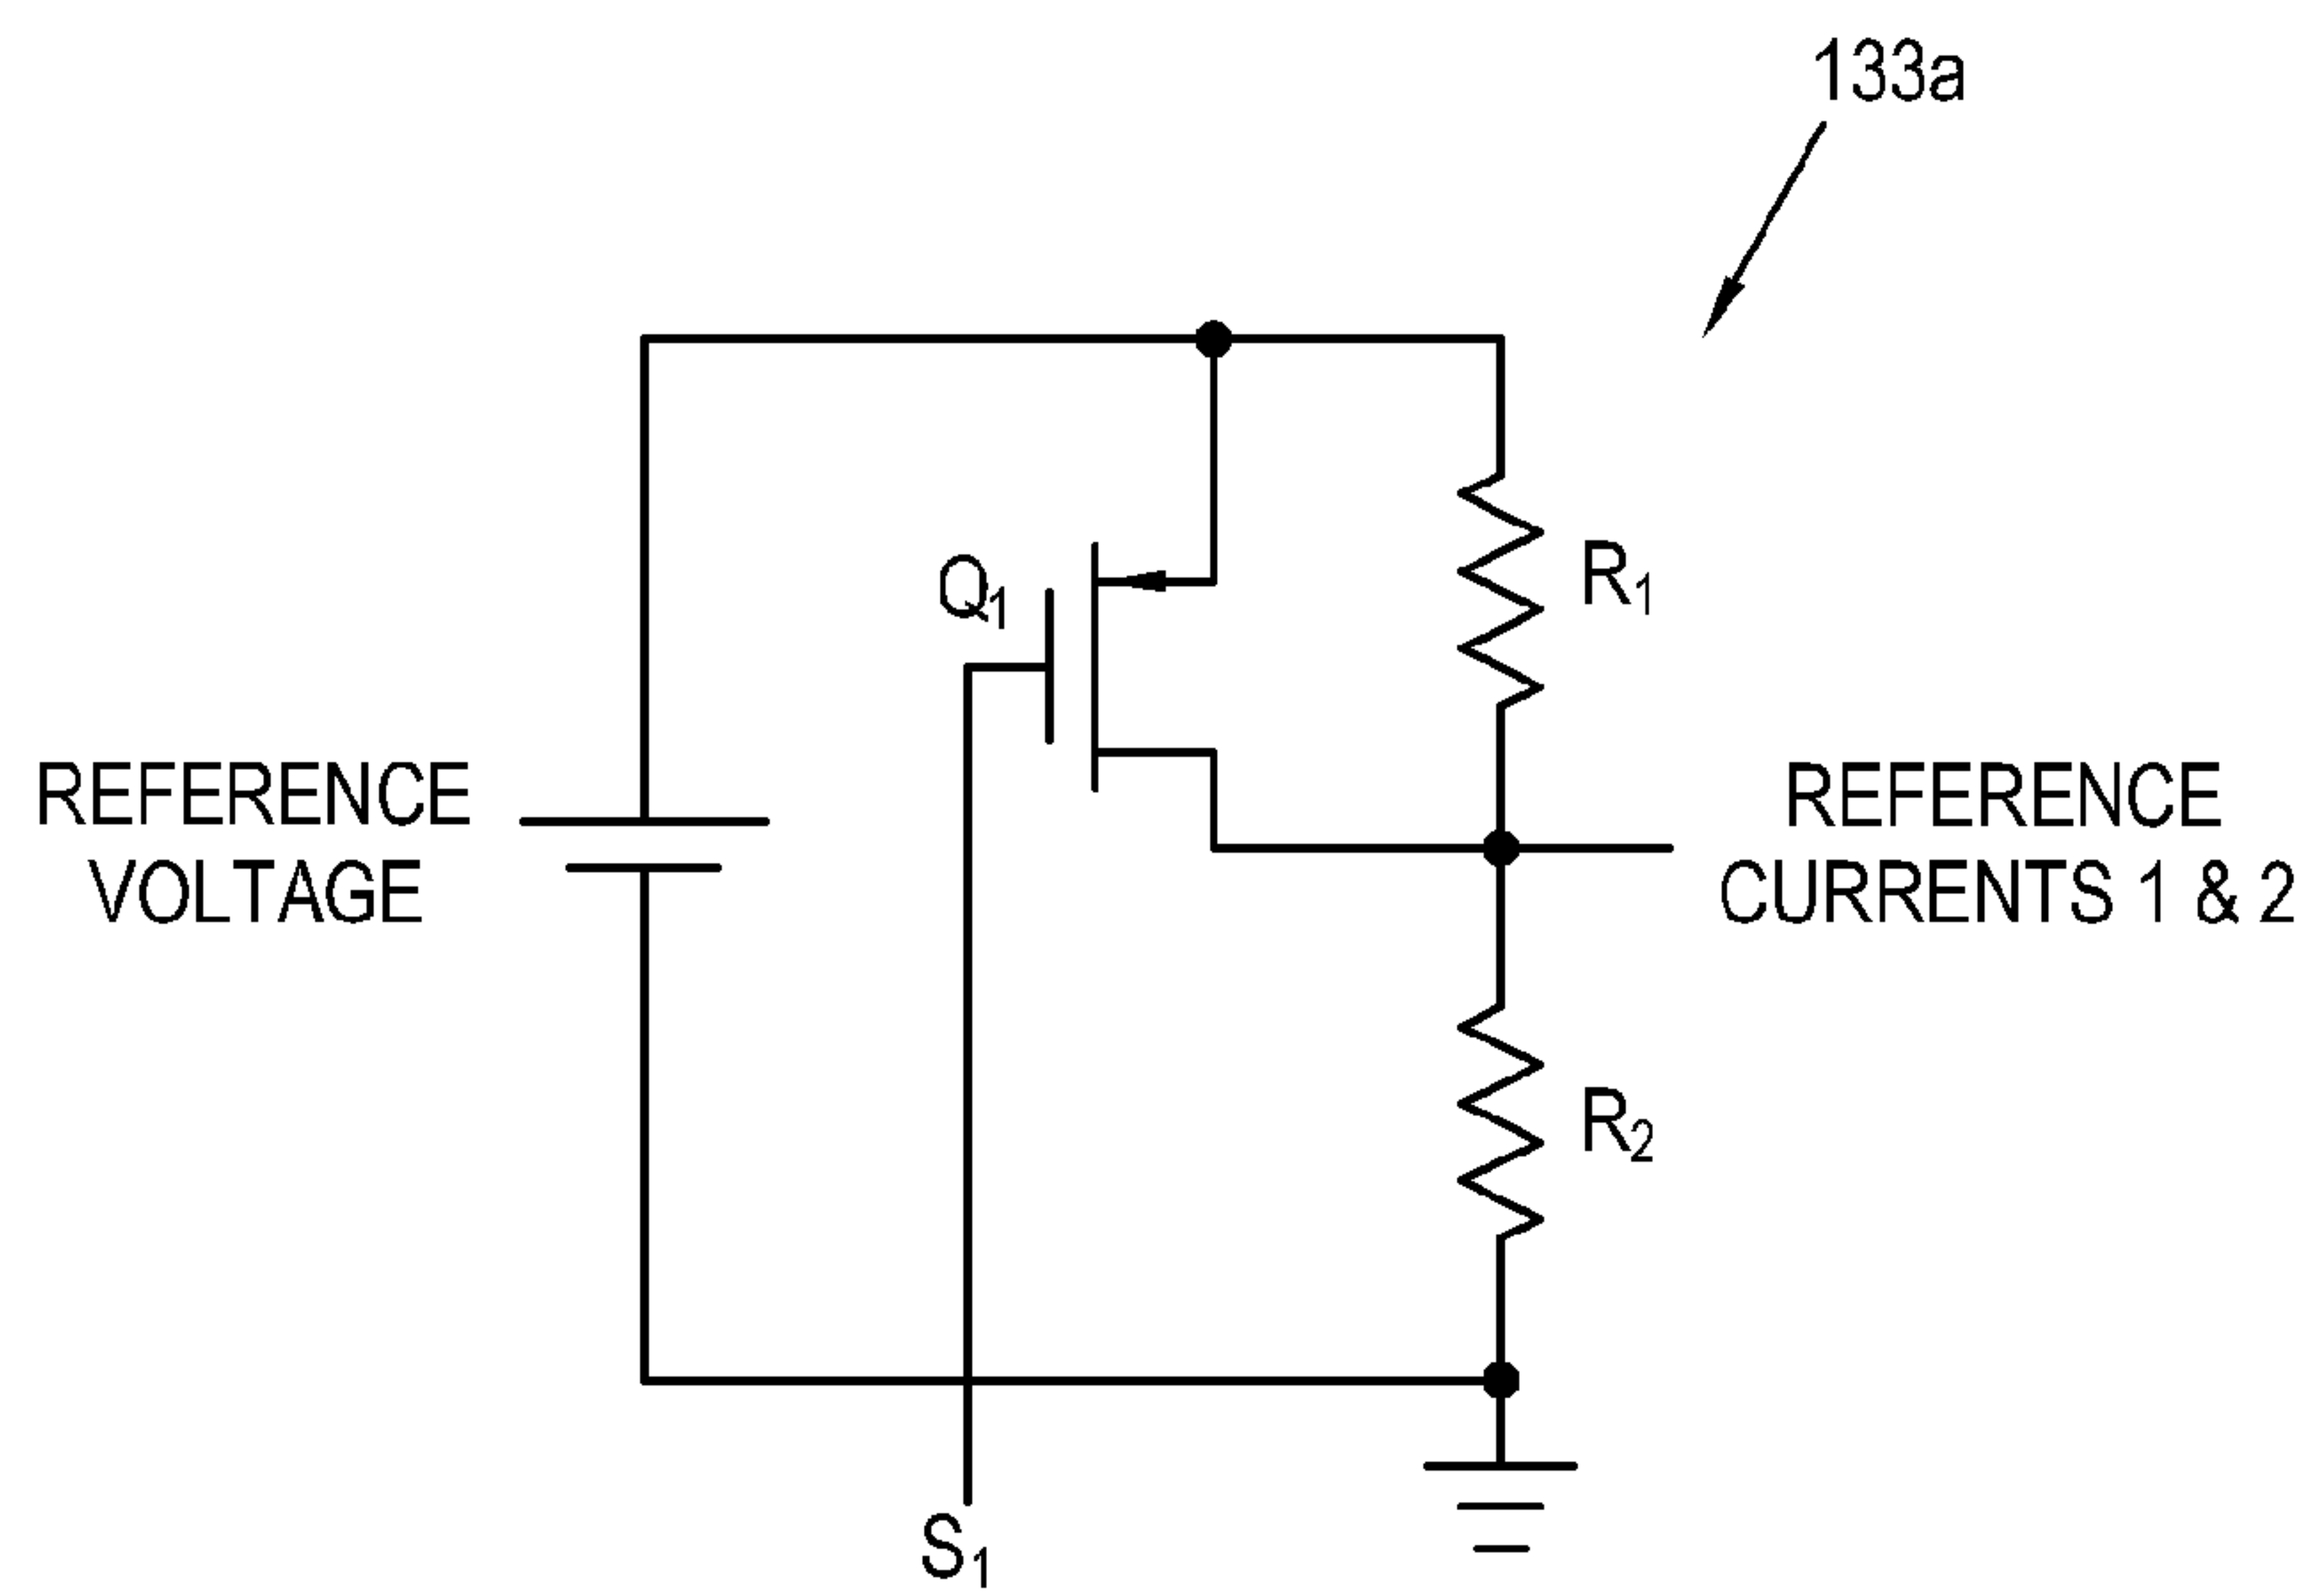 133a
Q1
R1
REFERENCE
VOLTAGE
REFERENCE
CURRENTS 1 & 2
R2
S1